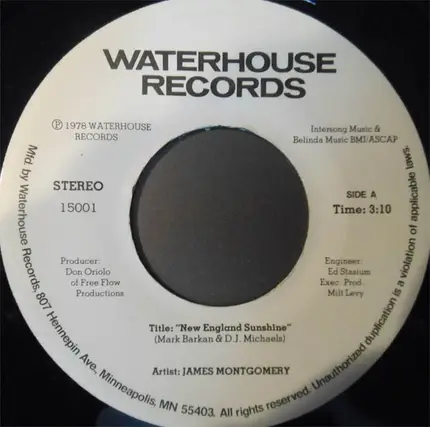 WATERHOUSE
RECORDS
Ⓟ 1978 WATERHOUSE
RECORDS
Intersong Music &
Belinda Music BMI/ASCAP
STEREO
15001
SIDE A
Time: 3:10
Producer:
Don Oriolo
of Free Flow
Productions
Engineer:
Ed Stasium
Exec. Prod.
Milt Levy
Title: "New England Sunshine"
(Mark Barkan & D.J. Michaels)
Artist: JAMES MONTGOMERY
Mfd. by Waterhouse Records, 807 Hennepin Ave., Minneapolis, MN 55403. All rights reserved. Unauthorized duplication is a violation of applicable laws.